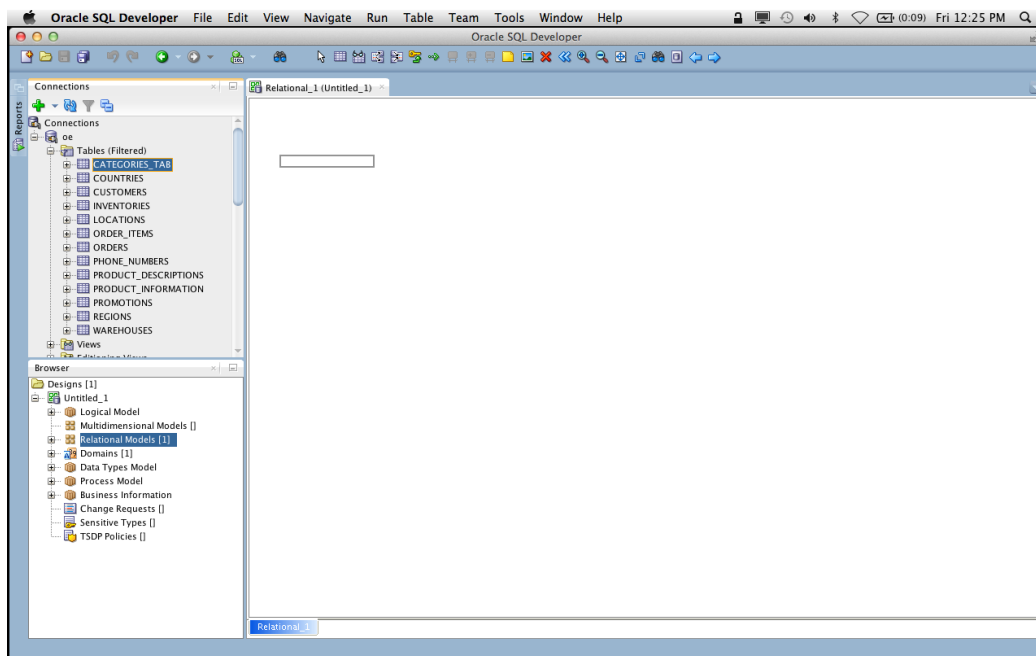 Oracle SQL Developer File Edit View Navigate Run Table Team Tools Window Help (0:09) Fri 12:25 PM
Oracle SQL Developer
Reports
Connections
Connections
oe
Tables (Filtered)
CATEGORIES_TAB
COUNTRIES
CUSTOMERS
INVENTORIES
LOCATIONS
ORDER_ITEMS
ORDERS
PHONE_NUMBERS
PRODUCT_DESCRIPTIONS
PRODUCT_INFORMATION
PROMOTIONS
REGIONS
WAREHOUSES
Views
Editioning Views
Browser
Designs [1]
Untitled_1
Logical Model
Multidimensional Models []
Relational Models [1]
Domains [1]
Data Types Model
Process Model
Business Information
Change Requests []
Sensitive Types []
TSDP Policies []
Relational_1 (Untitled_1)
Relational_1